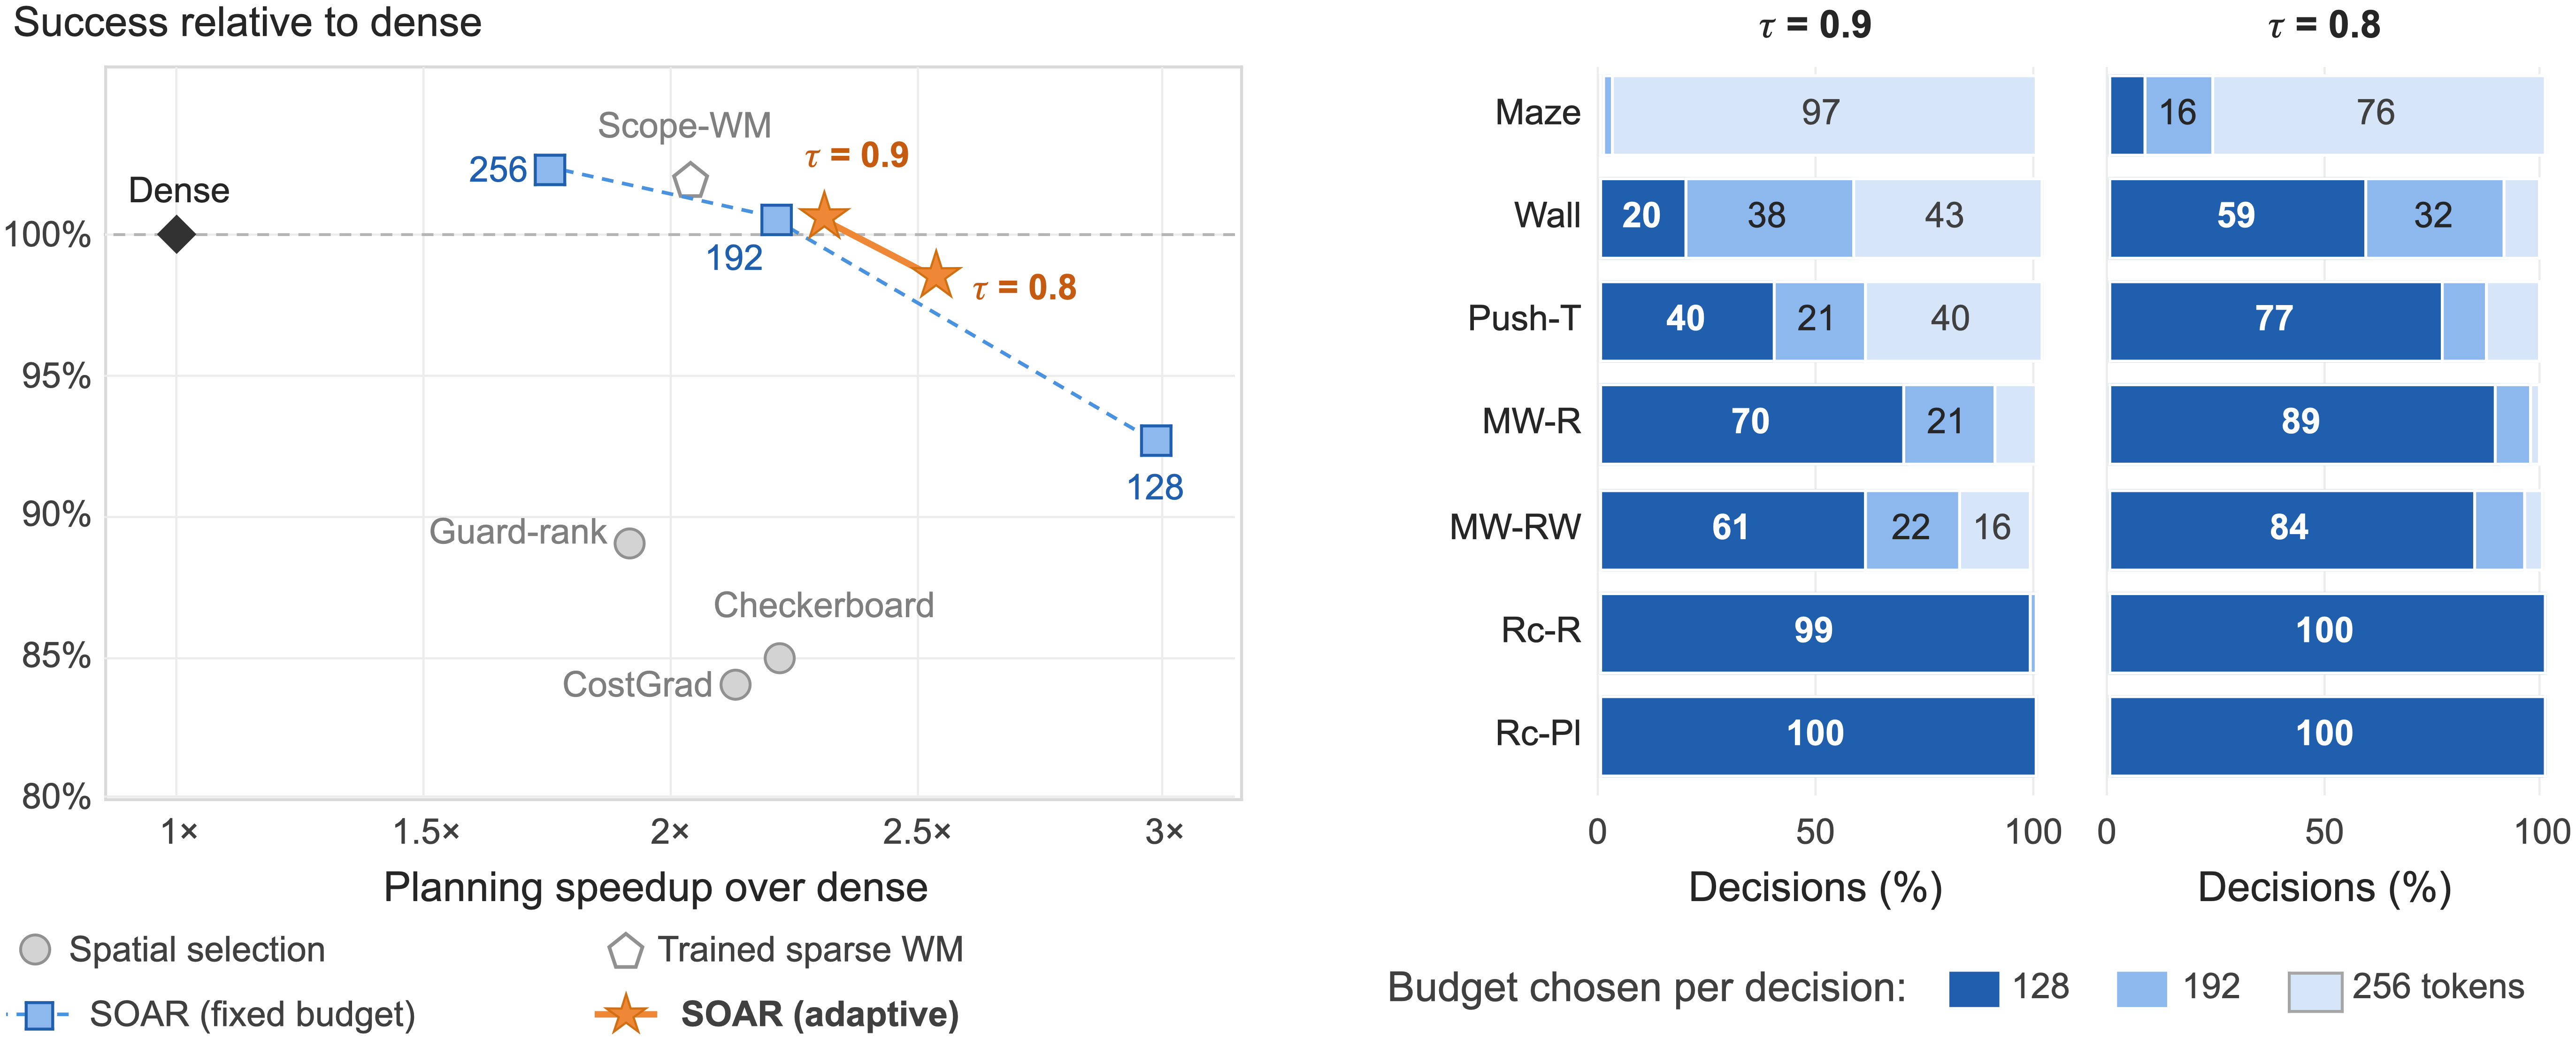 Success relative to dense
100%
95%
90%
85%
80%
Dense
256
Scope-WM
192
τ = 0.9
τ = 0.8
128
Guard-rank
Checkerboard
CostGrad
1× 1.5× 2× 2.5× 3×
Planning speedup over dense
Spatial selection
Trained sparse WM
SOAR (fixed budget)
SOAR (adaptive)
τ = 0.9 τ = 0.8
Maze 97 16 76
Wall 20 38 43 59 32
Push-T 40 21 40 77
MW-R 70 21 89
MW-RW 61 22 16 84
Rc-R 99 100
Rc-Pl 100 100
0 50 100 0 50 100
Decisions (%) Decisions (%)
Budget chosen per decision: 128 192 256 tokens